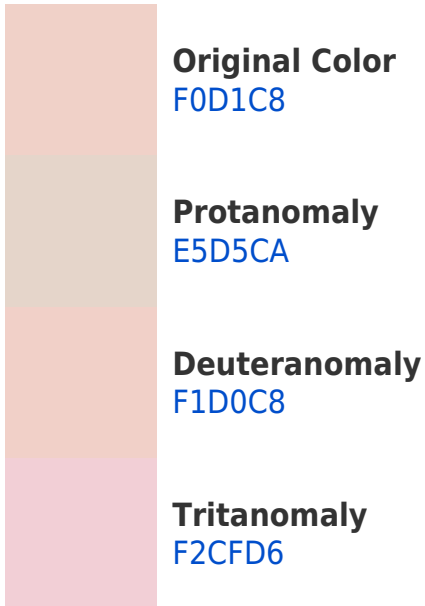 Original Color
F0D1C8
Protanomaly
E5D5CA
Deuteranomaly
F1D0C8
Tritanomaly
F2CFD6